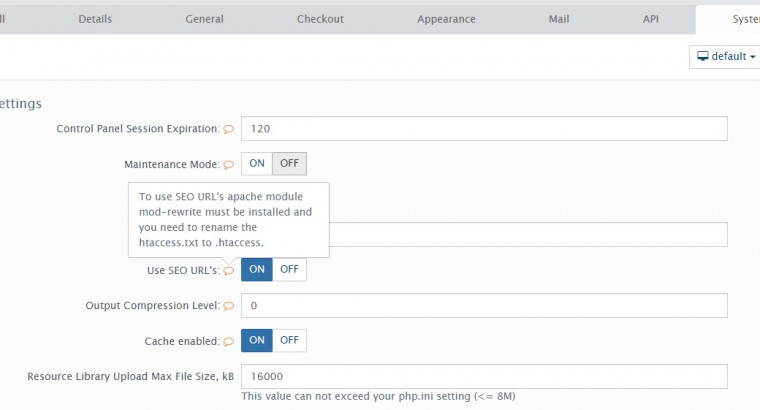 ll Details General Checkout Appearance Mail API Syste
default
ettings
Control Panel Session Expiration: 120
Maintenance Mode: ON OFF
To use SEO URL's apache module
mod-rewrite must be installed and
you need to rename the
htaccess.txt to .htaccess.
Use SEO URL's: ON OFF
Output Compression Level: 0
Cache enabled: ON OFF
Resource Library Upload Max File Size, kB 16000
This value can not exceed your php.ini setting (<= 8M)